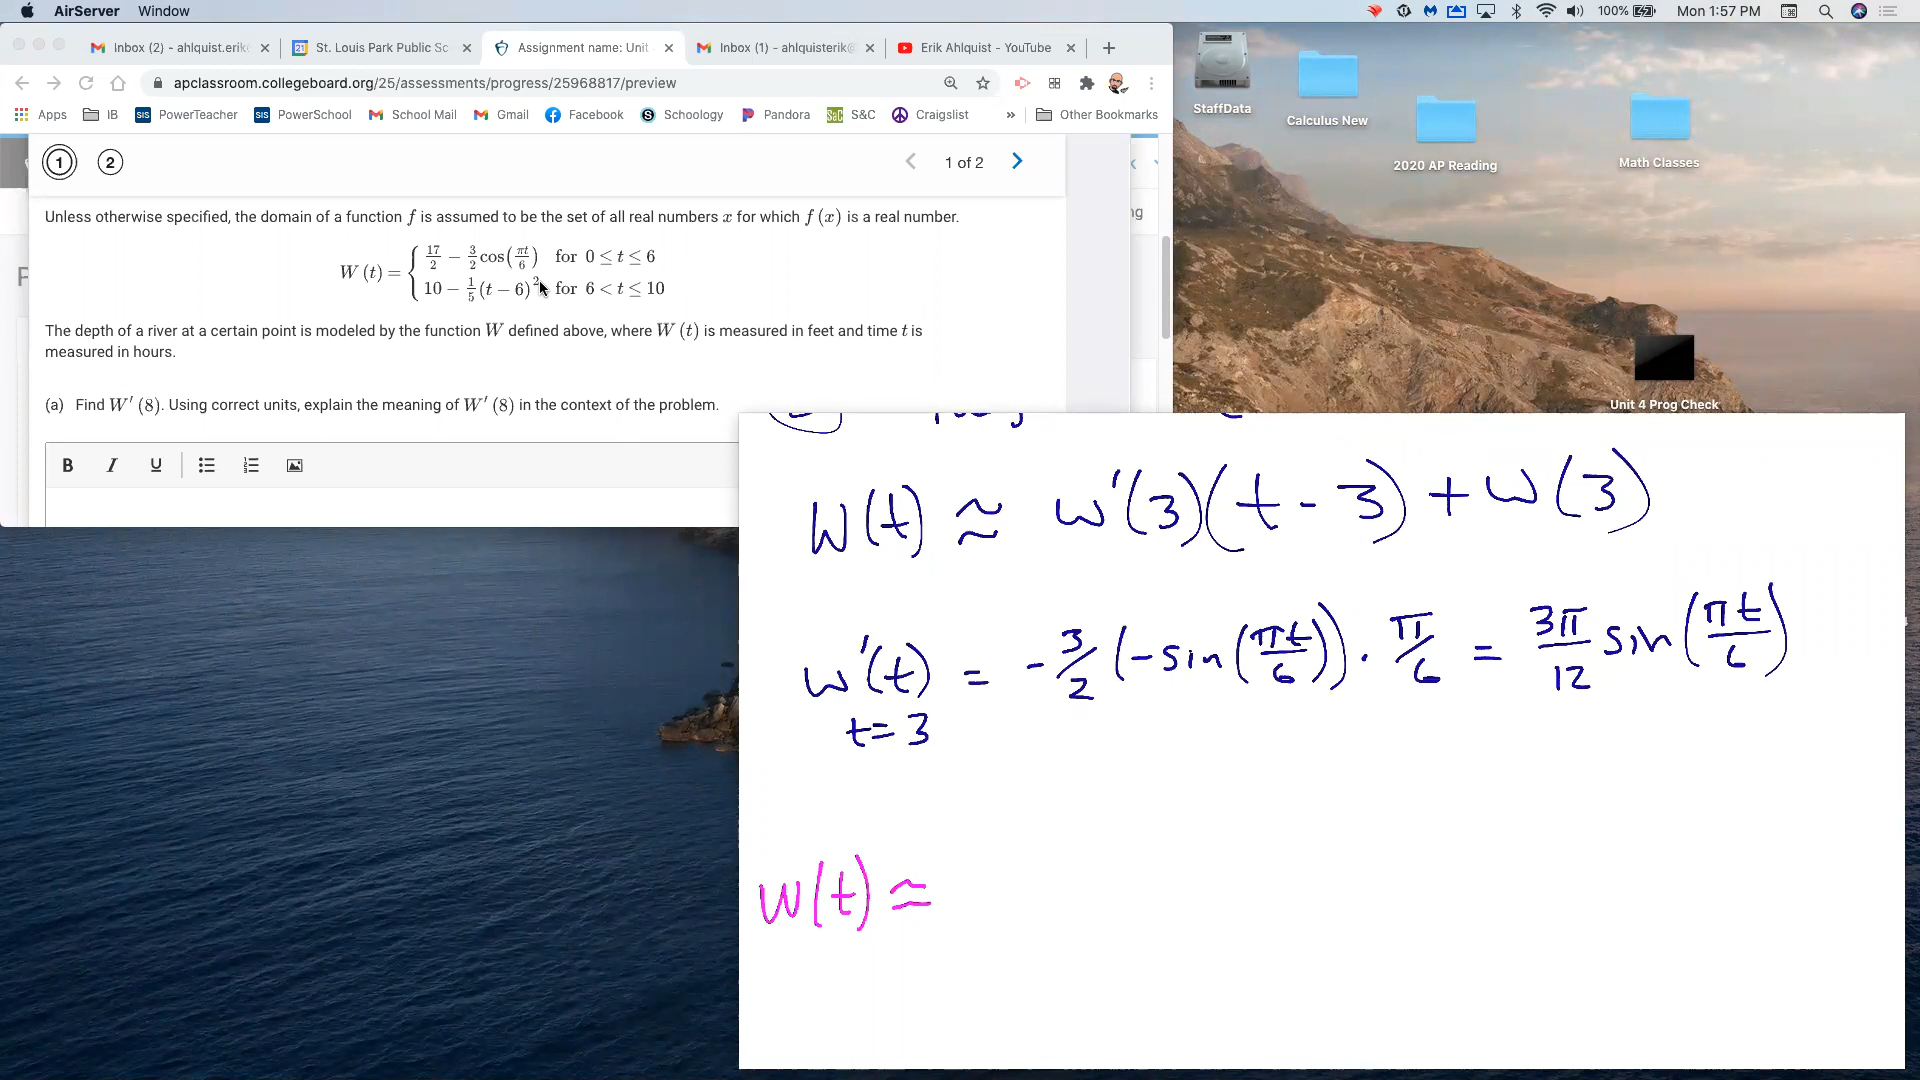 AirServer Window 100% Mon 1:57 PM
Inbox (2) - ahlquist.erik
St. Louis Park Public Sc
Assignment name: Unit
Inbox (1) - ahlquisterik@
Erik Ahlquist - YouTube
apclassroom.collegeboard.org/25/assessments/progress/25968817/preview
Apps IB PowerTeacher PowerSchool School Mail Gmail Facebook Schoology Pandora S&C Craigslist » Other Bookmarks
1 2 1 of 2
ng
Unless otherwise specified, the domain of a function f is assumed to be the set of all real numbers x for which f (x) is a real number.
W (t) = { 17/2 − 3/2 cos(πt/6) for 0 ≤ t ≤ 6
10 − 1/5 (t − 6)² for 6 < t ≤ 10
The depth of a river at a certain point is modeled by the function W defined above, where W (t) is measured in feet and time t is
measured in hours.
(a) Find W′ (8). Using correct units, explain the meaning of W′ (8) in the context of the problem.
B I U
StaffData
Calculus New
2020 AP Reading
Math Classes
Unit 4 Prog Check
W(t) ≈ W'(3)(t - 3) + W(3)
W'(t) = -3/2 (-sin(πt/6)) · π/6 = 3π/12 sin(πt/6)
t = 3
W(t) ≈